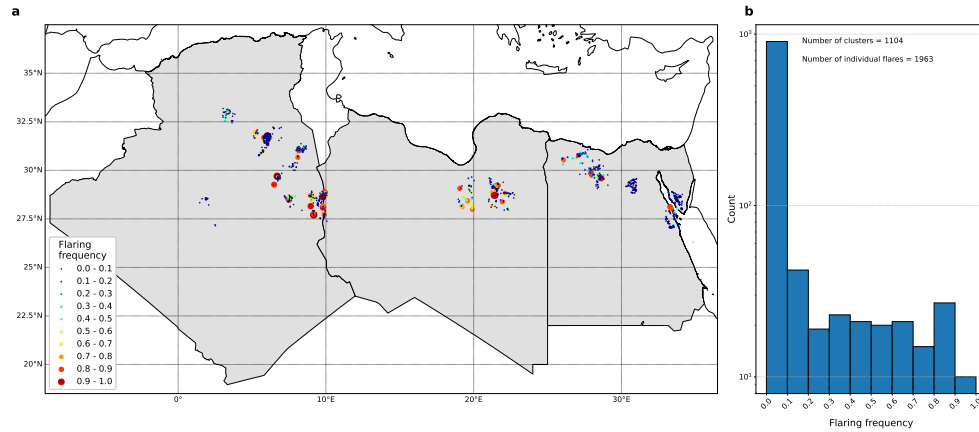 a
35°N
32.5°N
30°N
27.5°N
25°N
22.5°N
20°N
0°
10°E
20°E
30°E
Flaring
frequency
0.0 - 0.1
0.1 - 0.2
0.2 - 0.3
0.3 - 0.4
0.4 - 0.5
0.5 - 0.6
0.6 - 0.7
0.7 - 0.8
0.8 - 0.9
0.9 - 1.0
b
Number of clusters = 1104
Number of individual flares = 1963
Count
10³
10²
10¹
0.0
0.1
0.2
0.3
0.4
0.5
0.6
0.7
0.8
0.9
1.0
Flaring frequency